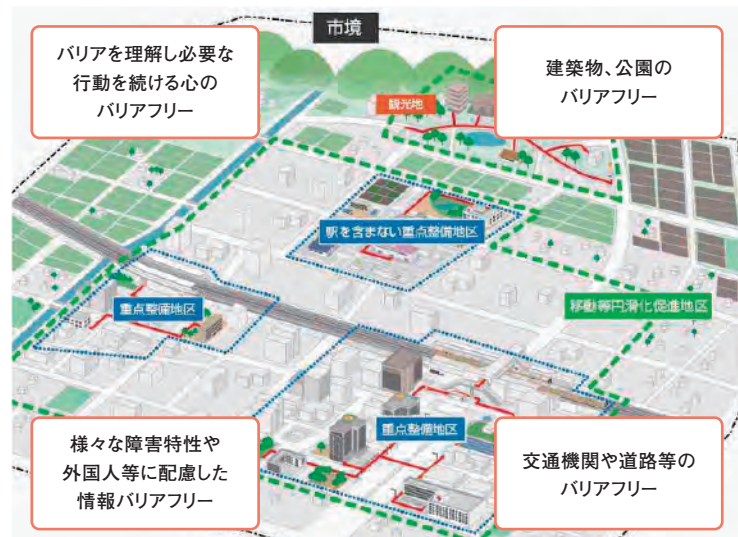 市境
バリアを理解し必要な
行動を続ける心の
バリアフリー
建築物、公園の
バリアフリー
観光地
駅を含まない重点整備地区
重点整備地区
移動等円滑化促進地区
重点整備地区
様々な障害特性や
外国人等に配慮した
情報バリアフリー
交通機関や道路等の
バリアフリー